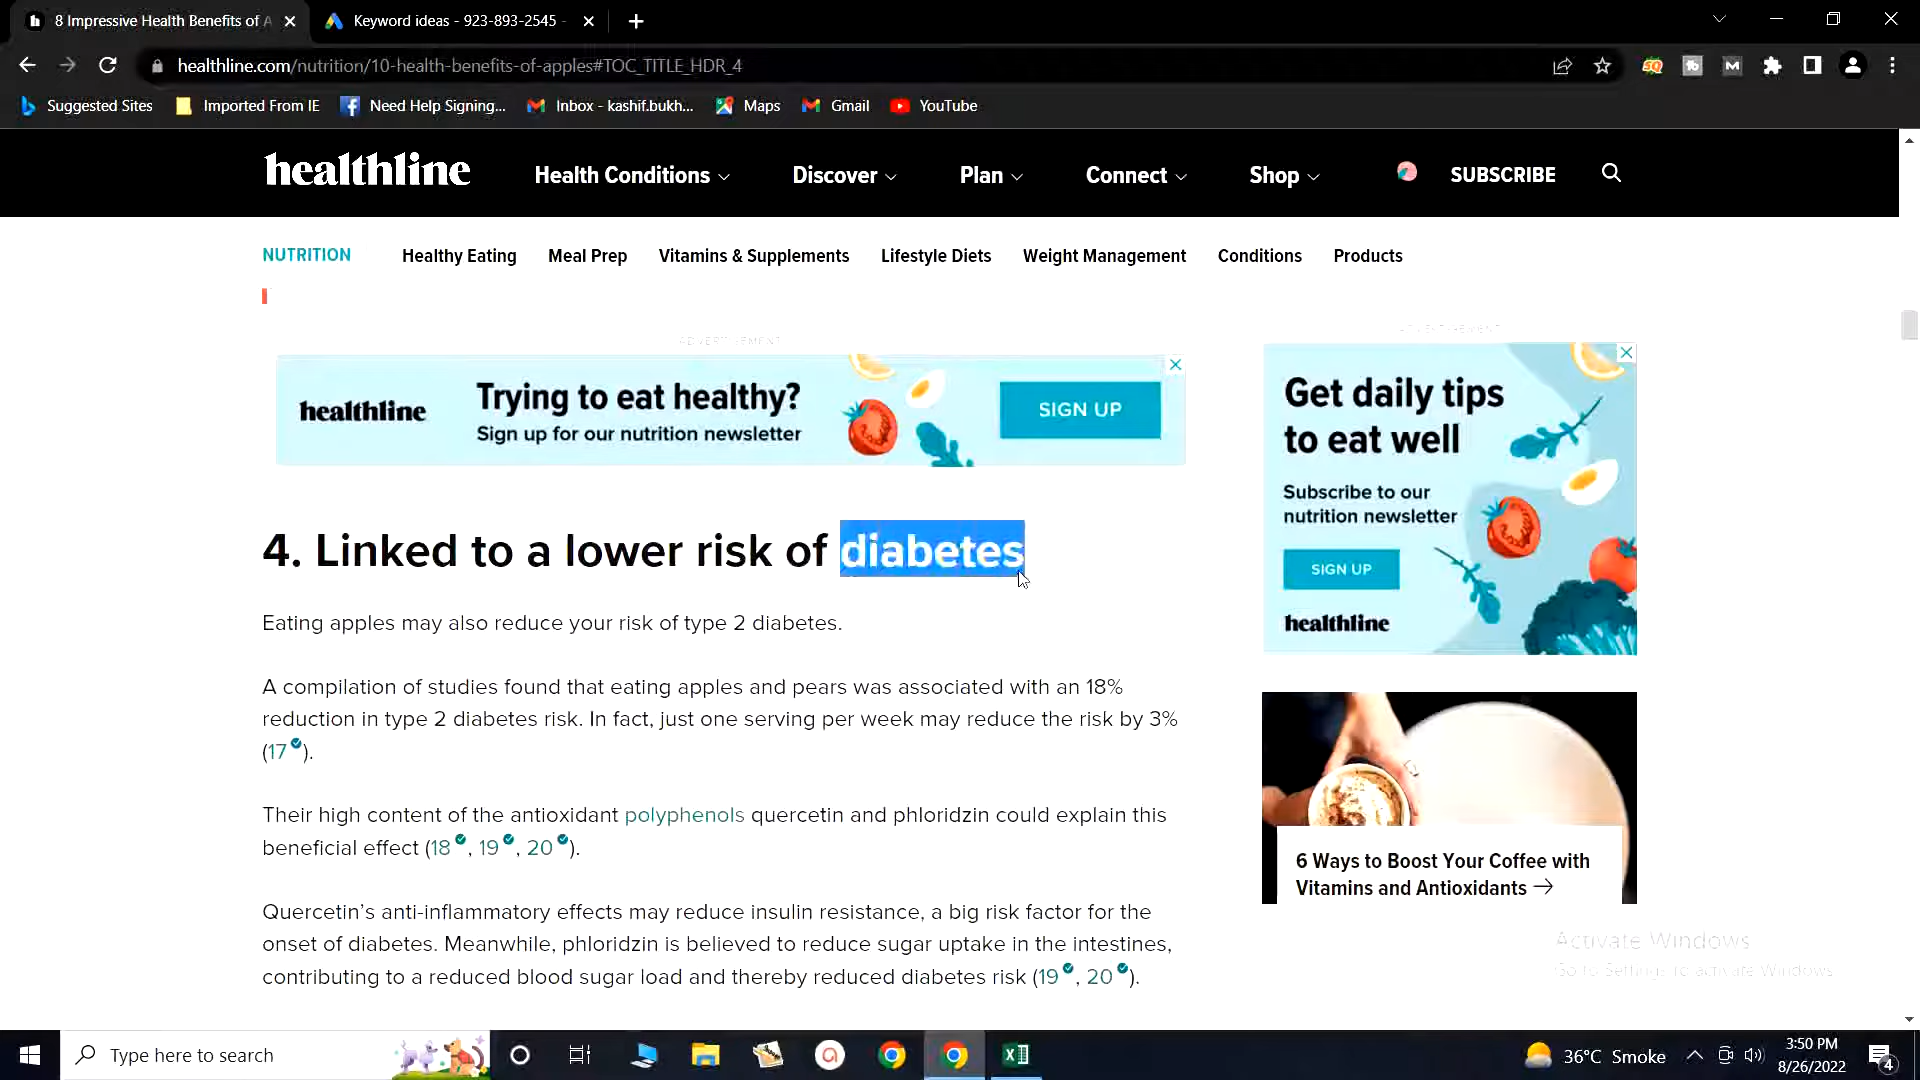 8 Impressive Health Benefits of A
Keyword ideas - 923-893-2545 -
healthline.com/nutrition/10-health-benefits-of-apples#TOC_TITLE_HDR_4
Suggested Sites
Imported From IE
Need Help Signing...
Inbox - kashif.bukh...
Maps
Gmail
YouTube
healthline
Health Conditions
Discover
Plan
Connect
Shop
SUBSCRIBE
NUTRITION
Healthy Eating
Meal Prep
Vitamins & Supplements
Lifestyle Diets
Weight Management
Conditions
Products
ADVERTISEMENT
ADVERTISEMENT
healthline
Trying to eat healthy?
Sign up for our nutrition newsletter
SIGN UP
Get daily tips
to eat well
Subscribe to our
nutrition newsletter
SIGN UP
healthline
4. Linked to a lower risk of diabetes
Eating apples may also reduce your risk of type 2 diabetes.
A compilation of studies found that eating apples and pears was associated with an 18%
reduction in type 2 diabetes risk. In fact, just one serving per week may reduce the risk by 3%
(17).
Their high content of the antioxidant polyphenols quercetin and phloridzin could explain this
beneficial effect (18, 19, 20).
Quercetin's anti-inflammatory effects may reduce insulin resistance, a big risk factor for the
onset of diabetes. Meanwhile, phloridzin is believed to reduce sugar uptake in the intestines,
contributing to a reduced blood sugar load and thereby reduced diabetes risk (19, 20).
6 Ways to Boost Your Coffee with
Vitamins and Antioxidants →
Activate Windows
Go to Settings to activate Windows
Type here to search
36°C Smoke
3:50 PM
8/26/2022
4